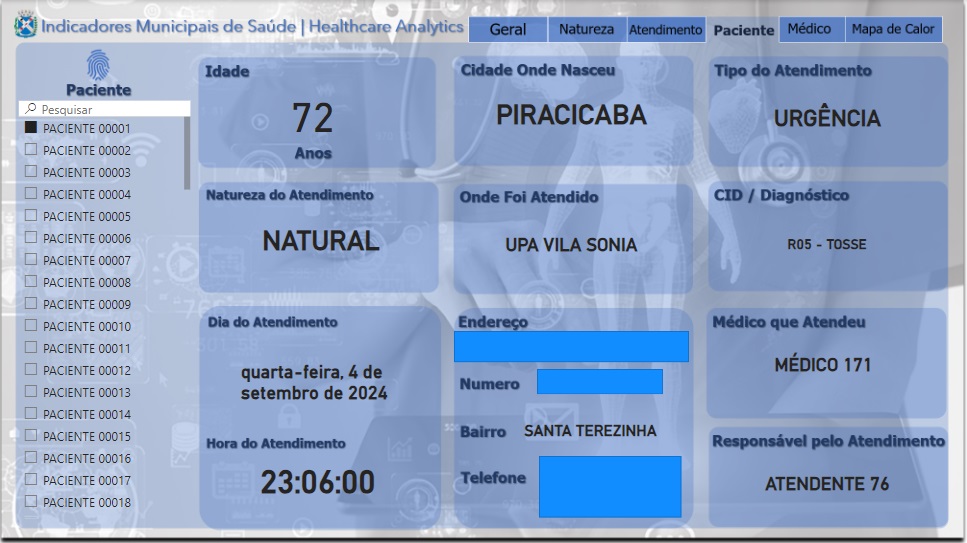 Indicadores Municipais de Saúde | Healthcare Analytics
Geral
Natureza
Atendimento
Paciente
Médico
Mapa de Calor
Paciente
Pesquisar
PACIENTE 00001
PACIENTE 00002
PACIENTE 00003
PACIENTE 00004
PACIENTE 00005
PACIENTE 00006
PACIENTE 00007
PACIENTE 00008
PACIENTE 00009
PACIENTE 00010
PACIENTE 00011
PACIENTE 00012
PACIENTE 00013
PACIENTE 00014
PACIENTE 00015
PACIENTE 00016
PACIENTE 00017
PACIENTE 00018
Idade
72
Anos
Cidade Onde Nasceu
PIRACICABA
Tipo do Atendimento
URGÊNCIA
Natureza do Atendimento
NATURAL
Onde Foi Atendido
UPA VILA SONIA
CID / Diagnóstico
R05 - TOSSE
Dia do Atendimento
quarta-feira, 4 de
setembro de 2024
Hora do Atendimento
23:06:00
Endereço
Numero
Bairro SANTA TEREZINHA
Telefone
Médico que Atendeu
MÉDICO 171
Responsável pelo Atendimento
ATENDENTE 76